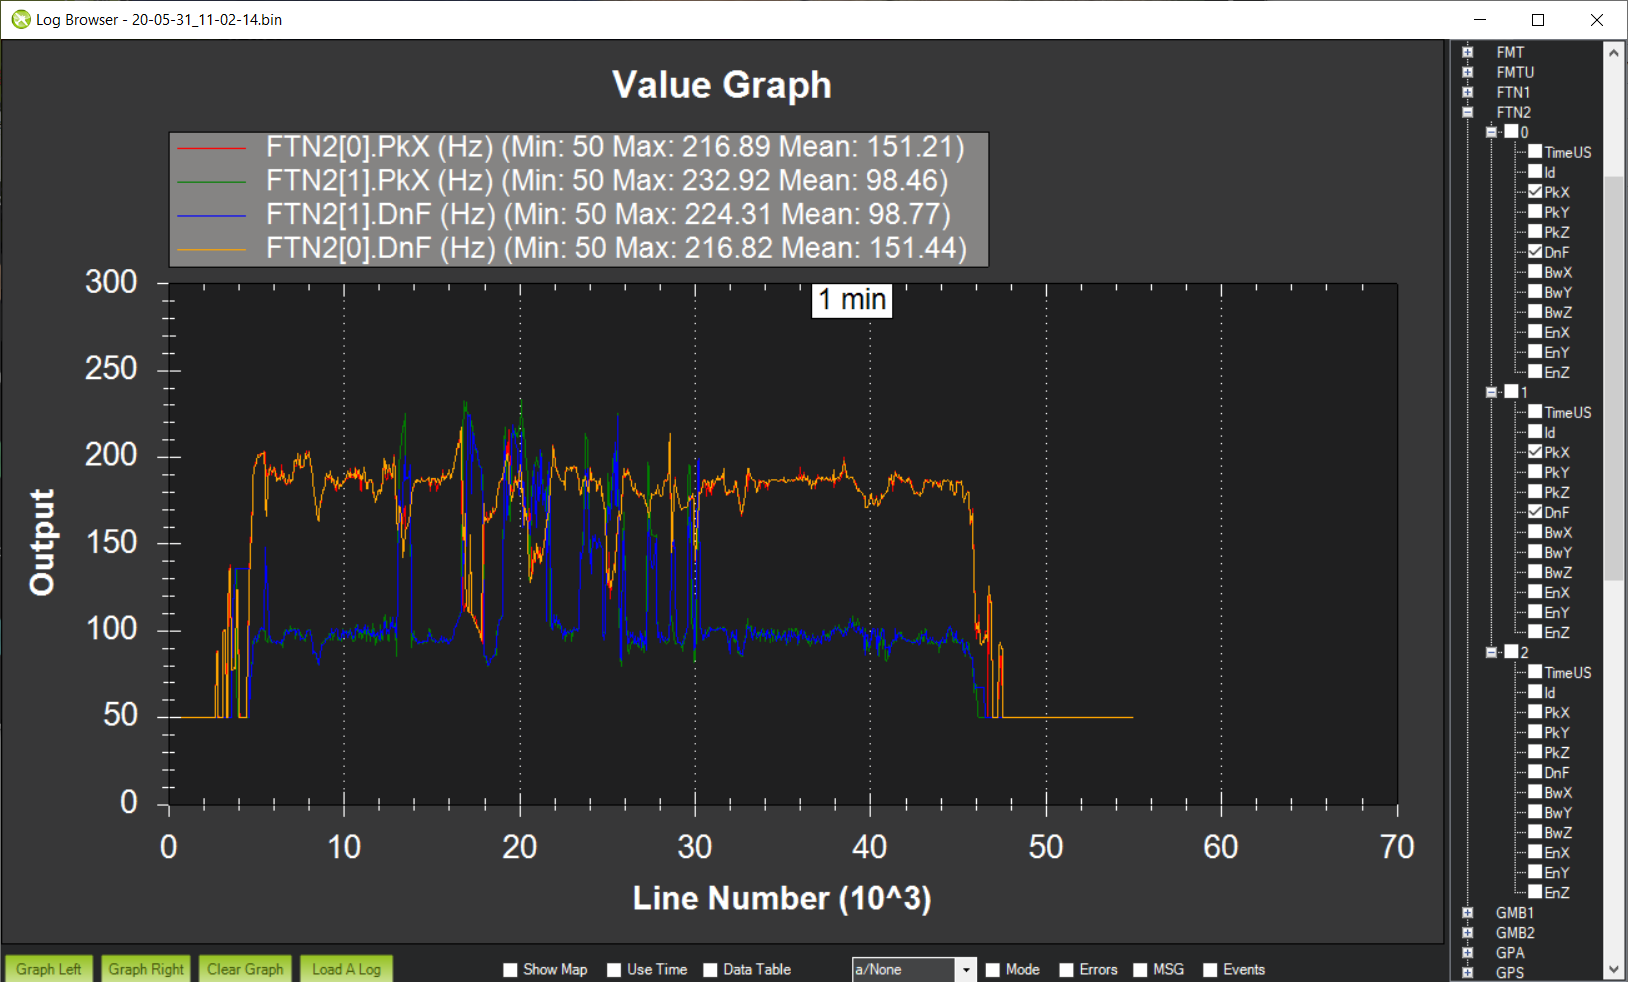 Log Browser - 20-05-31_11-02-14.bin
Value Graph
FTN2[0].PkX (Hz) (Min: 50 Max: 216.89 Mean: 151.21)
FTN2[1].PkX (Hz) (Min: 50 Max: 232.92 Mean: 98.46)
FTN2[1].DnF (Hz) (Min: 50 Max: 224.31 Mean: 98.77)
FTN2[0].DnF (Hz) (Min: 50 Max: 216.82 Mean: 151.44)
1 min
300
250
200
150
100
50
0
Output
0 10 20 30 40 50 60 70
Line Number (10^3)
FMT
FMTU
FTN1
FTN2
0
TimeUS
Id
PkX
PkY
PkZ
DnF
BwX
BwY
BwZ
EnX
EnY
EnZ
1
TimeUS
Id
PkX
PkY
PkZ
DnF
BwX
BwY
BwZ
EnX
EnY
EnZ
2
TimeUS
Id
PkX
PkY
PkZ
DnF
BwX
BwY
BwZ
EnX
EnY
EnZ
GMB1
GMB2
GPA
GPS
Graph Left Graph Right Clear Graph Load A Log Show Map Use Time Data Table a/None Mode Errors MSG Events